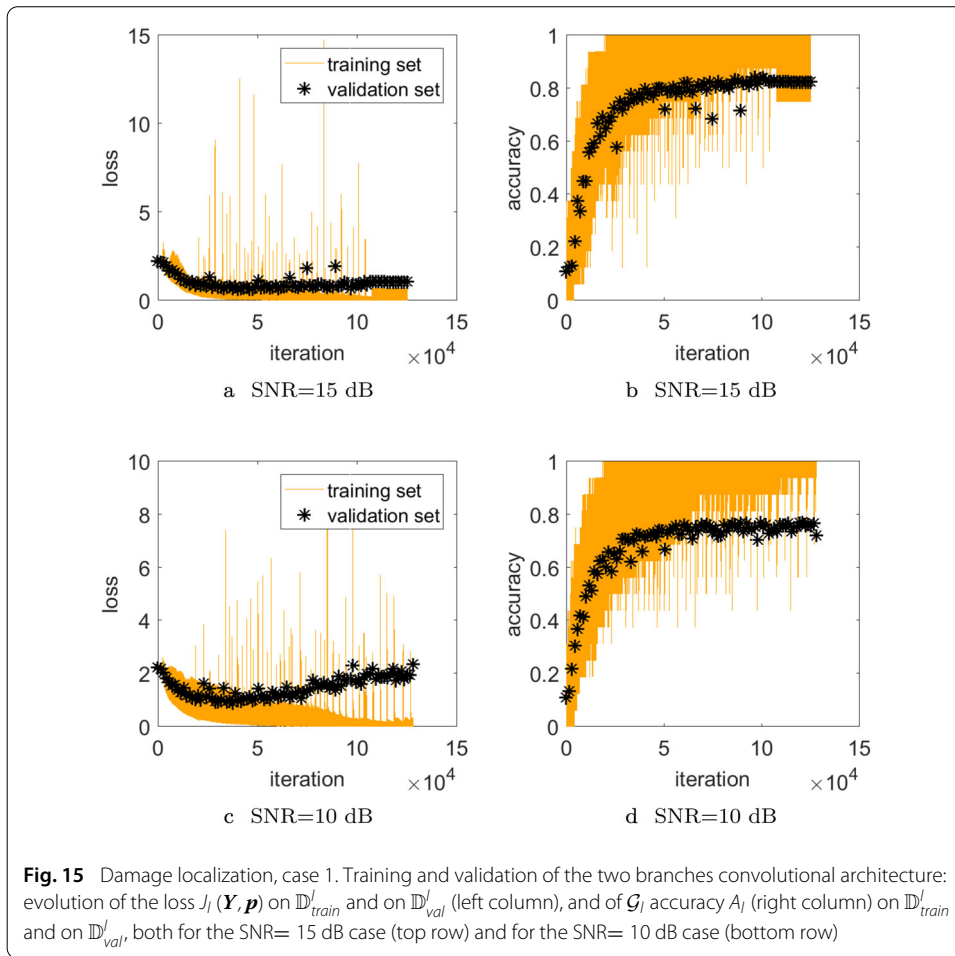 15
10
5
0
loss
training set
validation set
0 5 10 15
iteration
×10⁴
a SNR=15 dB
1
0.8
0.6
0.4
0.2
0
accuracy
0 5 10 15
iteration
×10⁴
b SNR=15 dB
10
8
6
4
2
0
loss
training set
validation set
0 5 10 15
iteration
×10⁴
c SNR=10 dB
1
0.8
0.6
0.4
0.2
0
accuracy
0 5 10 15
iteration
×10⁴
d SNR=10 dB
Fig. 15 Damage localization, case 1. Training and validation of the two branches convolutional architecture:
evolution of the loss J_l (Y, p) on 𝔻^l_train and on 𝔻^l_val (left column), and of 𝒢_l accuracy A_l (right column) on 𝔻^l_train
and on 𝔻^l_val, both for the SNR= 15 dB case (top row) and for the SNR= 10 dB case (bottom row)